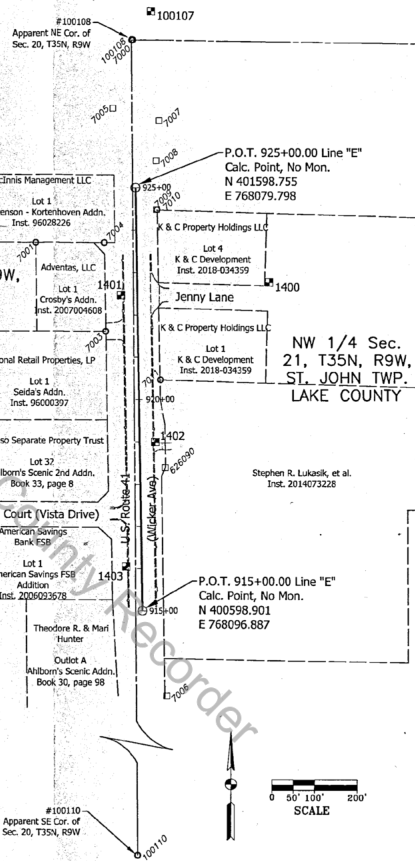 100107
#100108
Apparent NE Cor. of
Sec. 20, T35N, R9W
100108
7000
7005
7007
7008
P.O.T. 925+00.00 Line "E"
Calc. Point, No Mon.
N 401598.755
E 768079.798
cInnis Management LLC
925+00
Lot 1
enson - Kortenhoven Addn.
Inst. 96028226
7009
7010
K & C Property Holdings LLC
Lot 4
K & C Development
Inst. 2018-034359
7001
7004
9W,
Adventas, LLC
Lot 1
Crosby's Addn.
Inst. 2007004608
1401
1400
Jenny Lane
7003
K & C Property Holdings LLC
Lot 1
K & C Development
Inst. 2018-034359
NW 1/4 Sec.
21, T35N, R9W,
ST. JOHN TWP.
LAKE COUNTY
onal Retail Properties, LP
Lot 1
Seida's Addn.
Inst. 96000397
920+00
so Separate Property Trust
Lot 32
lborn's Scenic 2nd Addn.
Book 33, page 8
1402
626090
Stephen R. Lukasik, et al.
Inst. 2014073228
Court (Vista Drive)
U.S. Route 41
(Wicker Ave)
American Savings
Bank FSB
Lot 1
merican Savings FSB
Addition
Inst. 2006093678
1403
P.O.T. 915+00.00 Line "E"
Calc. Point, No Mon.
N 400598.901
E 768096.887
915+00
Theodore R. & Mari
Hunter
Outlot A
Ahlborn's Scenic Addn.
Book 30, page 98
7006
County Recorder
0 50' 100' 200'
SCALE
#100110
Apparent SE Cor. of
Sec. 20, T35N, R9W
100110